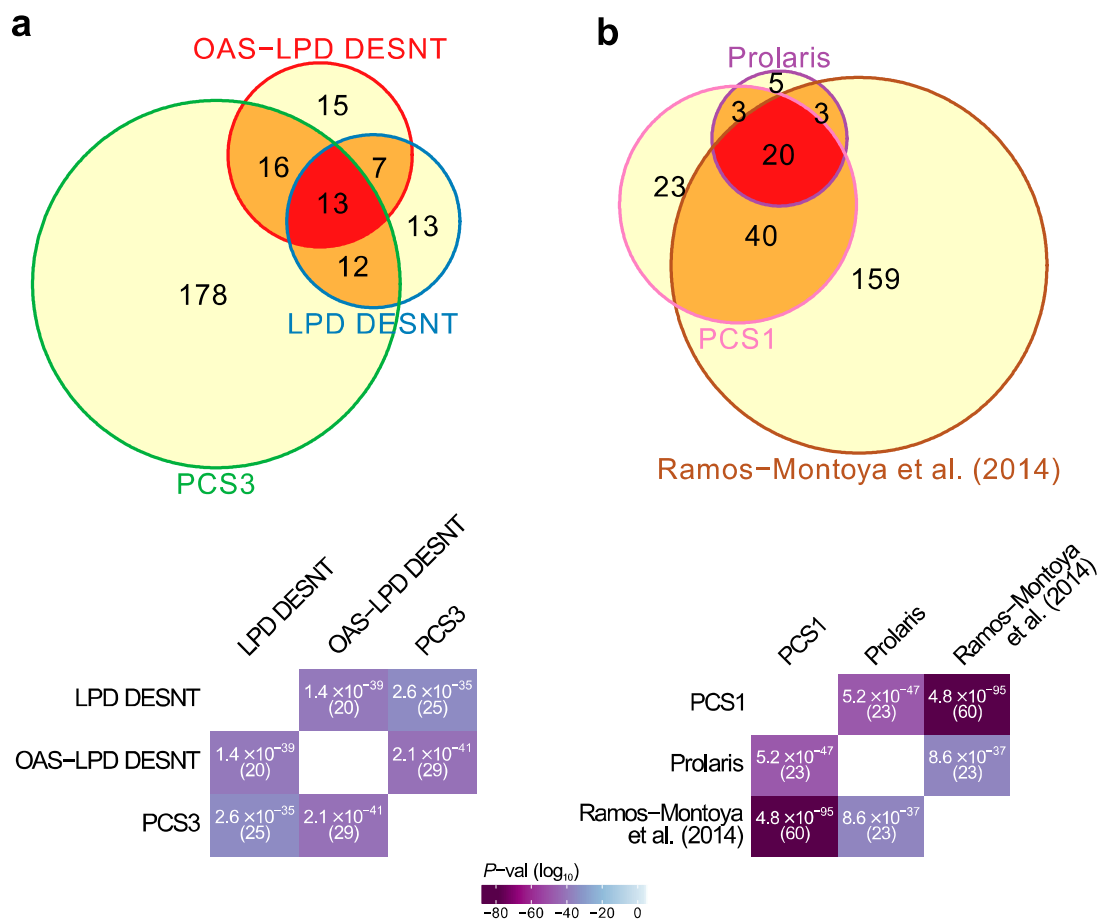 a
OAS−LPD DESNT
15
16
7
13
13
12
178
LPD DESNT
PCS3
b
Prolaris
5
3
3
20
23
40
159
PCS1
Ramos−Montoya et al. (2014)
LPD DESNT
OAS−LPD DESNT
PCS3
LPD DESNT
1.4 ×10⁻³⁹
(20)
2.6 ×10⁻³⁵
(25)
OAS−LPD DESNT
1.4 ×10⁻³⁹
(20)
2.1 ×10⁻⁴¹
(29)
PCS3
2.6 ×10⁻³⁵
(25)
2.1 ×10⁻⁴¹
(29)
PCS1
Prolaris
Ramos−Montoya
et al. (2014)
PCS1
5.2 ×10⁻⁴⁷
(23)
4.8 ×10⁻⁹⁵
(60)
Prolaris
5.2 ×10⁻⁴⁷
(23)
8.6 ×10⁻³⁷
(23)
Ramos−Montoya
et al. (2014)
4.8 ×10⁻⁹⁵
(60)
8.6 ×10⁻³⁷
(23)
P−val (log₁₀)
−80 −60 −40 −20 0